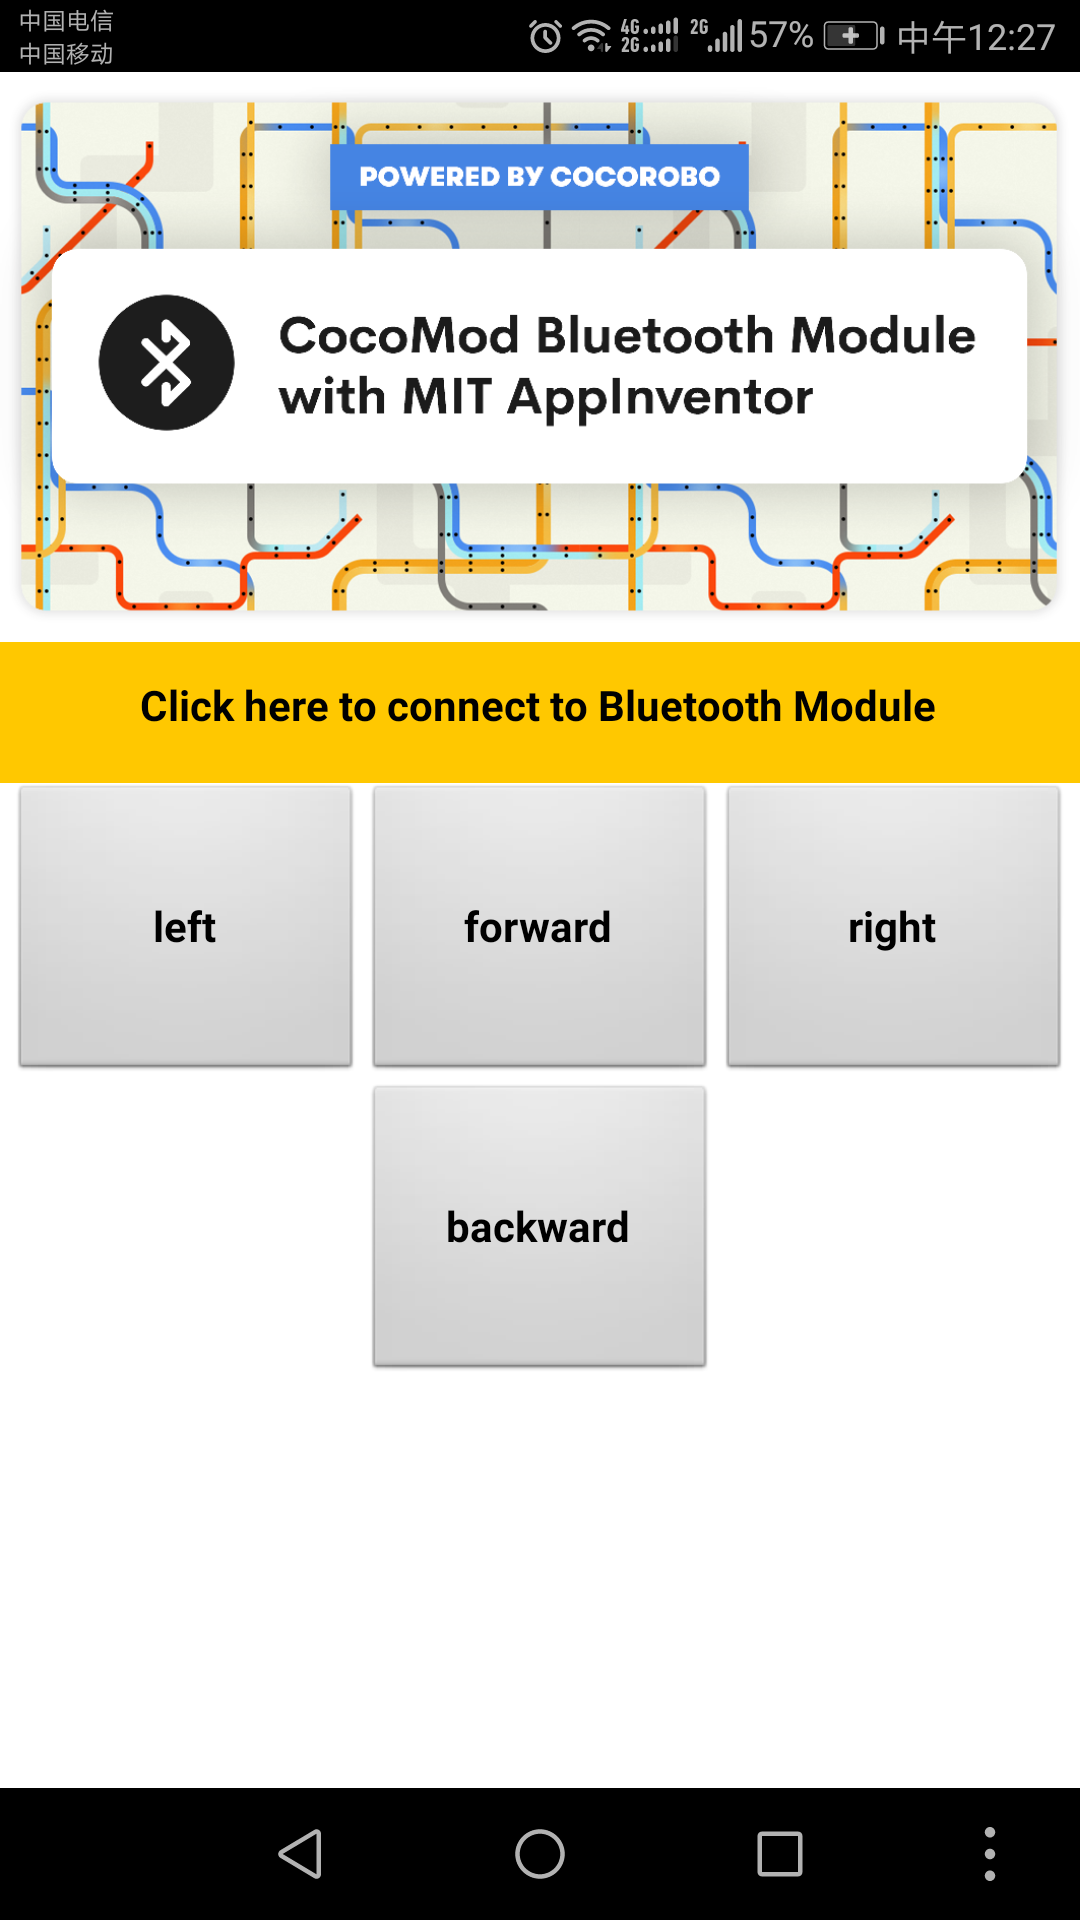 中国电信
中国移动
4G 2G 2G 57% 中午12:27
POWERED BY COCOROBO
CocoMod Bluetooth Module
with MIT AppInventor
Click here to connect to Bluetooth Module
left forward right
backward